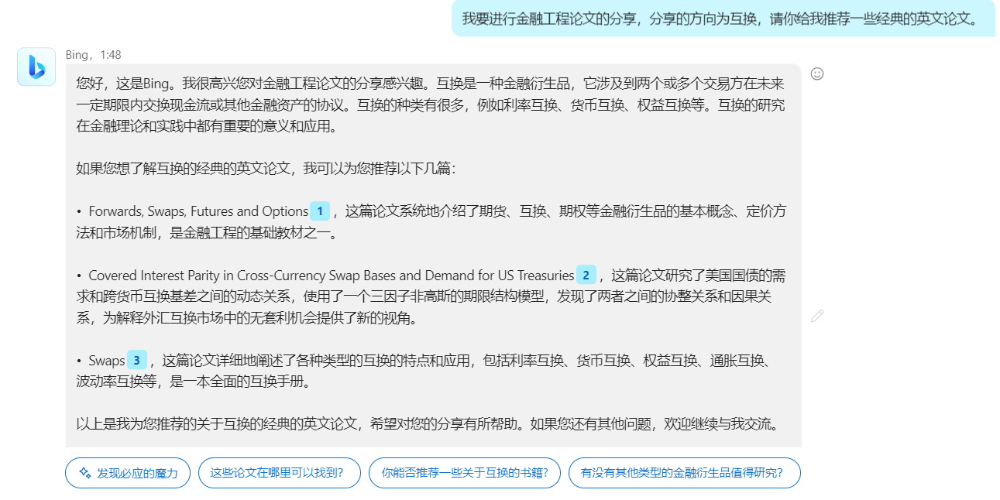 我要进行金融工程论文的分享，分享的方向为互换，请你给我推荐一些经典的英文论文。
Bing，1:48
您好，这是Bing。我很高兴您对金融工程论文的分享感兴趣。互换是一种金融衍生品，它涉及到两个或多个交易方在未来
一定期限内交换现金流或其他金融资产的协议。互换的种类有很多，例如利率互换、货币互换、权益互换等。互换的研究
在金融理论和实践中都有重要的意义和应用。
如果您想了解互换的经典的英文论文，我可以为您推荐以下几篇：
• Forwards, Swaps, Futures and Options 1 ，这篇论文系统地介绍了期货、互换、期权等金融衍生品的基本概念、定价方
法和市场机制，是金融工程的基础教材之一。
• Covered Interest Parity in Cross-Currency Swap Bases and Demand for US Treasuries 2 ，这篇论文研究了美国国债的需
求和跨货币互换基差之间的动态关系，使用了一个三因子非高斯的期限结构模型，发现了两者之间的协整关系和因果关
系，为解释外汇互换市场中的无套利机会提供了新的视角。
• Swaps 3 ，这篇论文详细地阐述了各种类型的互换的特点和应用，包括利率互换、货币互换、权益互换、通胀互换、
波动率互换等，是一本全面的互换手册。
以上是我为您推荐的关于互换的经典的英文论文，希望对您的分享有所帮助。如果您还有其他问题，欢迎继续与我交流。
发现必应的魔力 这些论文在哪里可以找到？ 你能否推荐一些关于互换的书籍？ 有没有其他类型的金融衍生品值得研究？